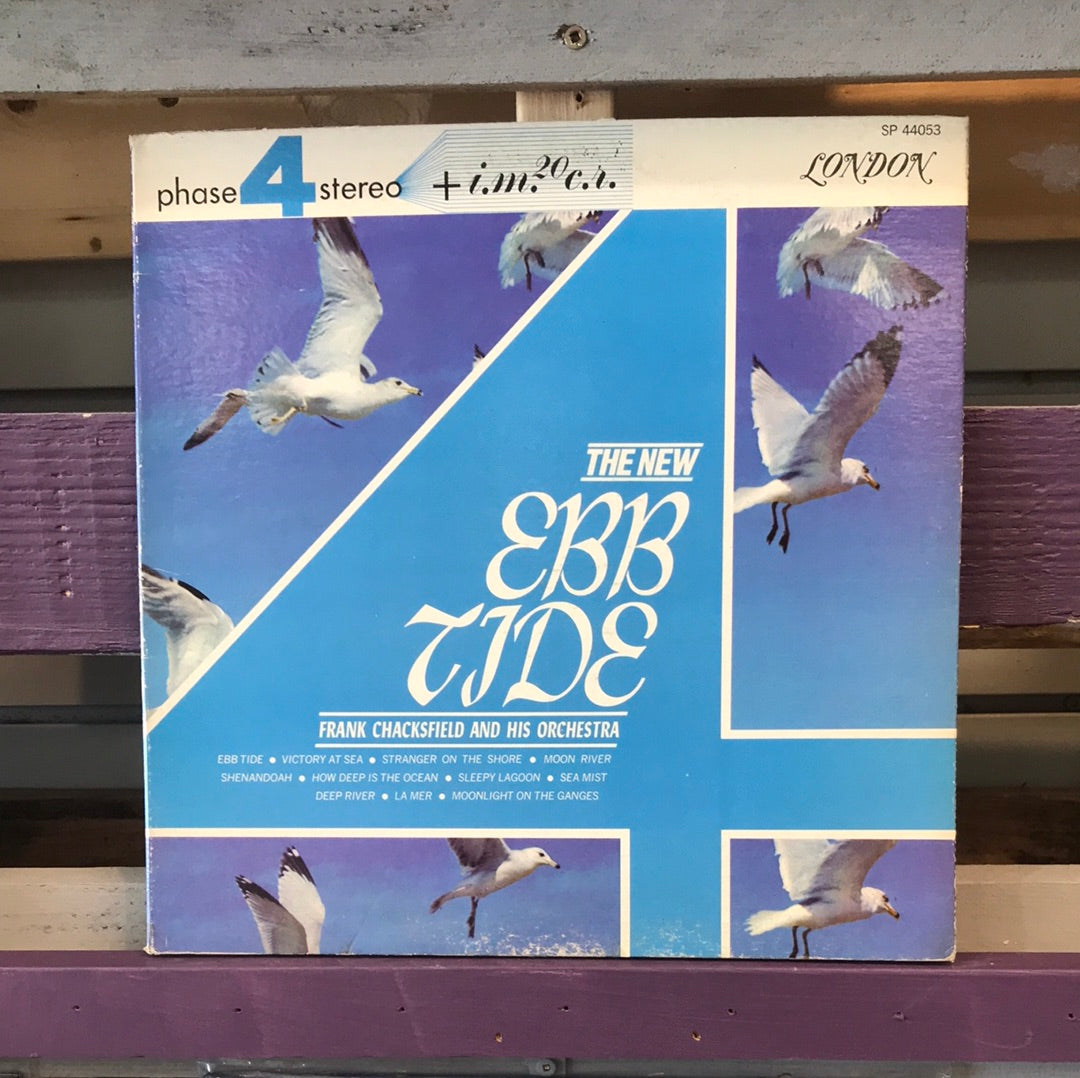 SP 44053
phase 4 stereo + i.m. 20 c.r. LONDON
THE NEW
EBB
TIDE
FRANK CHACKSFIELD AND HIS ORCHESTRA
EBB TIDE • VICTORY AT SEA • STRANGER ON THE SHORE • MOON RIVER
SHENANDOAH • HOW DEEP IS THE OCEAN • SLEEPY LAGOON • SEA MIST
DEEP RIVER • LA MER • MOONLIGHT ON THE GANGES